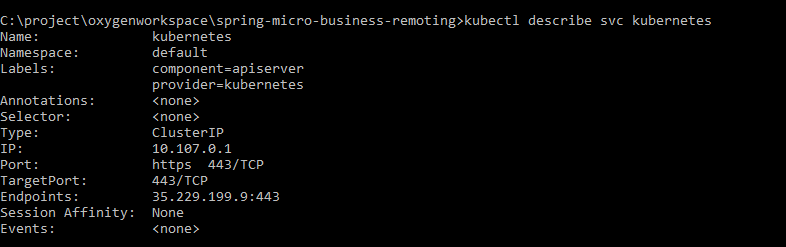 C:\project\oxygenworkspace\spring-micro-business-remoting>kubectl describe svc kubernetes
Name:              kubernetes
Namespace:         default
Labels:            component=apiserver
                   provider=kubernetes
Annotations:       <none>
Selector:          <none>
Type:              ClusterIP
IP:                10.107.0.1
Port:              https  443/TCP
TargetPort:        443/TCP
Endpoints:         35.229.199.9:443
Session Affinity:  None
Events:            <none>